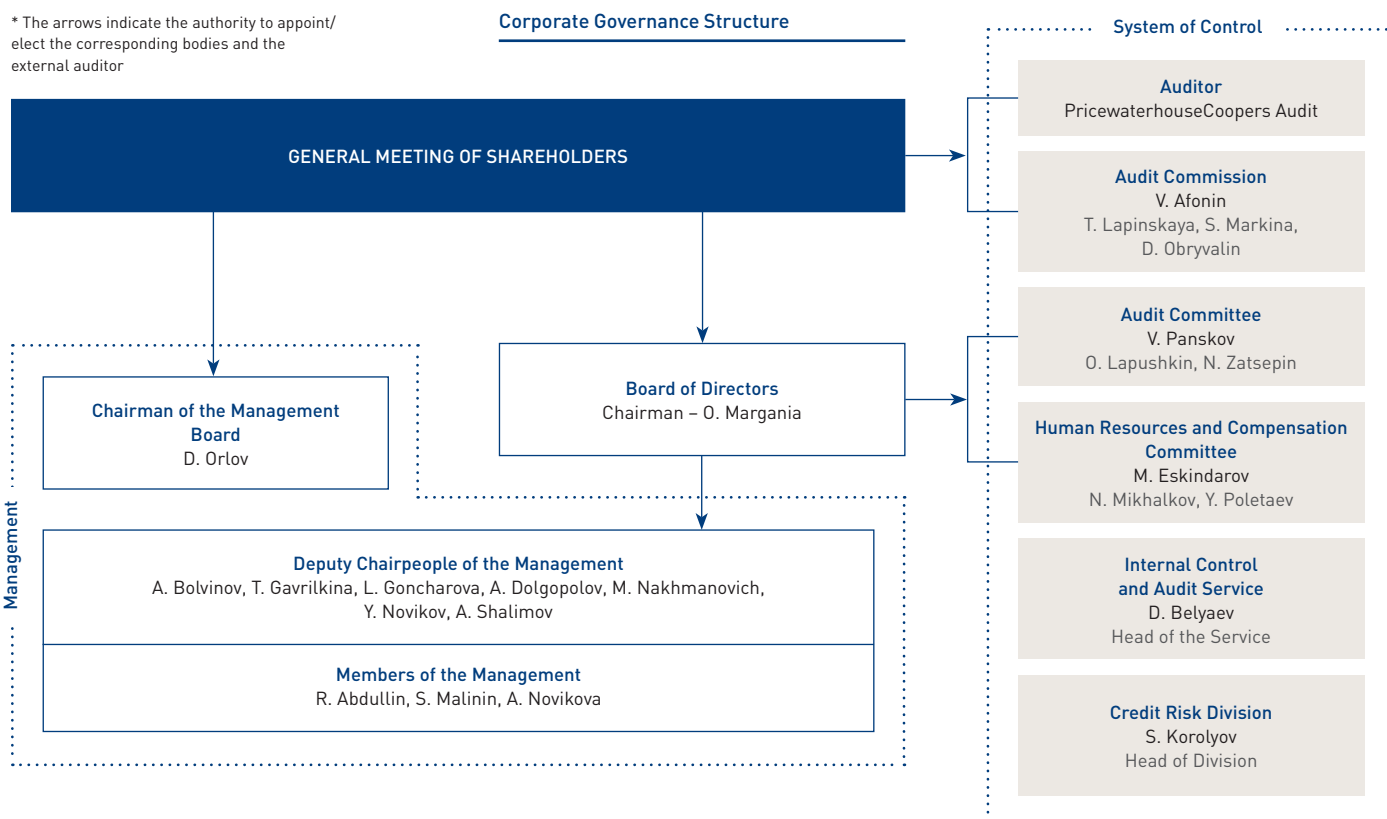 * The arrows indicate the authority to appoint/
elect the corresponding bodies and the
external auditor
Corporate Governance Structure
System of Control
GENERAL MEETING OF SHAREHOLDERS
Auditor
PricewaterhouseCoopers Audit
Audit Commission
V. Afonin
T. Lapinskaya, S. Markina,
D. Obryvalin
Audit Committee
V. Panskov
O. Lapushkin, N. Zatsepin
Human Resources and Compensation
Committee
M. Eskindarov
N. Mikhalkov, Y. Poletaev
Internal Control
and Audit Service
D. Belyaev
Head of the Service
Credit Risk Division
S. Korolyov
Head of Division
Board of Directors
Chairman – O. Margania
Management
Chairman of the Management
Board
D. Orlov
Deputy Chairpeople of the Management
A. Bolvinov, T. Gavrilkina, L. Goncharova, A. Dolgopolov, M. Nakhmanovich,
Y. Novikov, A. Shalimov
Members of the Management
R. Abdullin, S. Malinin, A. Novikova